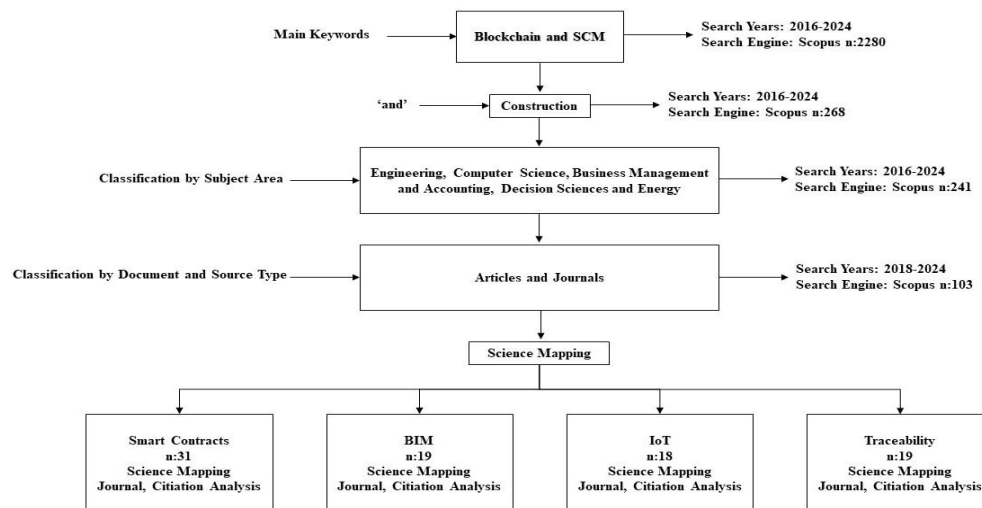 Main Keywords
Blockchain and SCM
Search Years: 2016-2024
Search Engine: Scopus n:2280
‘and’
Construction
Search Years: 2016-2024
Search Engine: Scopus n:268
Classification by Subject Area
Engineering, Computer Science, Business Management
and Accounting, Decision Sciences and Energy
Search Years: 2016-2024
Search Engine: Scopus n:241
Classification by Document and Source Type
Articles and Journals
Search Years: 2018-2024
Search Engine: Scopus n:103
Science Mapping
Smart Contracts
n:31
Science Mapping
Journal, Citiation Analysis
BIM
n:19
Science Mapping
Journal, Citiation Analysis
IoT
n:18
Science Mapping
Journal, Citiation Analysis
Traceability
n:19
Science Mapping
Journal, Citiation Analysis